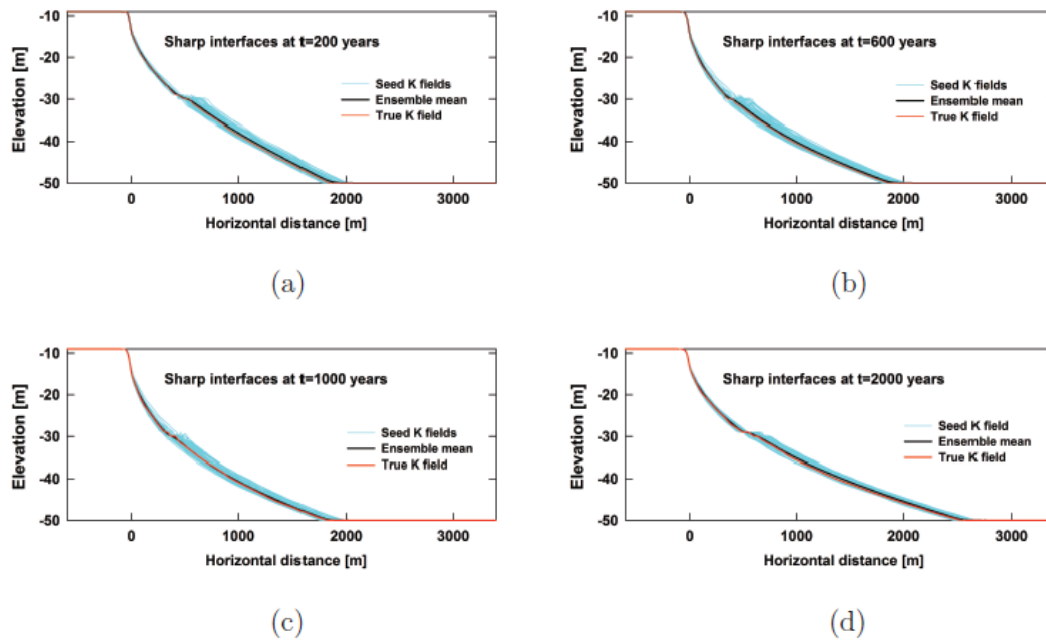 Sharp interfaces at t=200 years
Elevation [m]
-10
-20
-30
-40
-50
Seed K fields
Ensemble mean
True K field
0
1000
2000
3000
Horizontal distance [m]
(a)
Sharp interfaces at t=600 years
Elevation [m]
-10
-20
-30
-40
-50
Seed K fields
Ensemble mean
True K field
0
1000
2000
3000
Horizontal distance [m]
(b)
Sharp interfaces at t=1000 years
Elevation [m]
-10
-20
-30
-40
-50
Seed K fields
Ensemble mean
True K field
0
1000
2000
3000
Horizontal distance [m]
(c)
Sharp interfaces at t=2000 years
Elevation [m]
-10
-20
-30
-40
-50
Seed K field
Ensemble mean
True K field
0
1000
2000
3000
Horizontal distance [m]
(d)